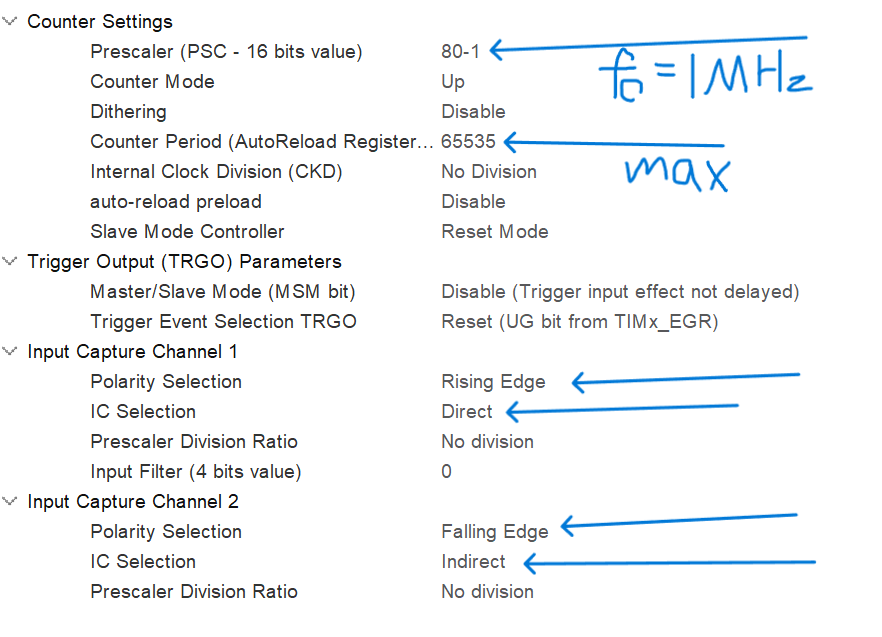 Counter Settings
Prescaler (PSC - 16 bits value) 80-1
fc = 1MHz
Counter Mode Up
Dithering Disable
Counter Period (AutoReload Register... 65535
max
Internal Clock Division (CKD) No Division
auto-reload preload Disable
Slave Mode Controller Reset Mode
Trigger Output (TRGO) Parameters
Master/Slave Mode (MSM bit) Disable (Trigger input effect not delayed)
Trigger Event Selection TRGO Reset (UG bit from TIMx_EGR)
Input Capture Channel 1
Polarity Selection Rising Edge
IC Selection Direct
Prescaler Division Ratio No division
Input Filter (4 bits value) 0
Input Capture Channel 2
Polarity Selection Falling Edge
IC Selection Indirect
Prescaler Division Ratio No division